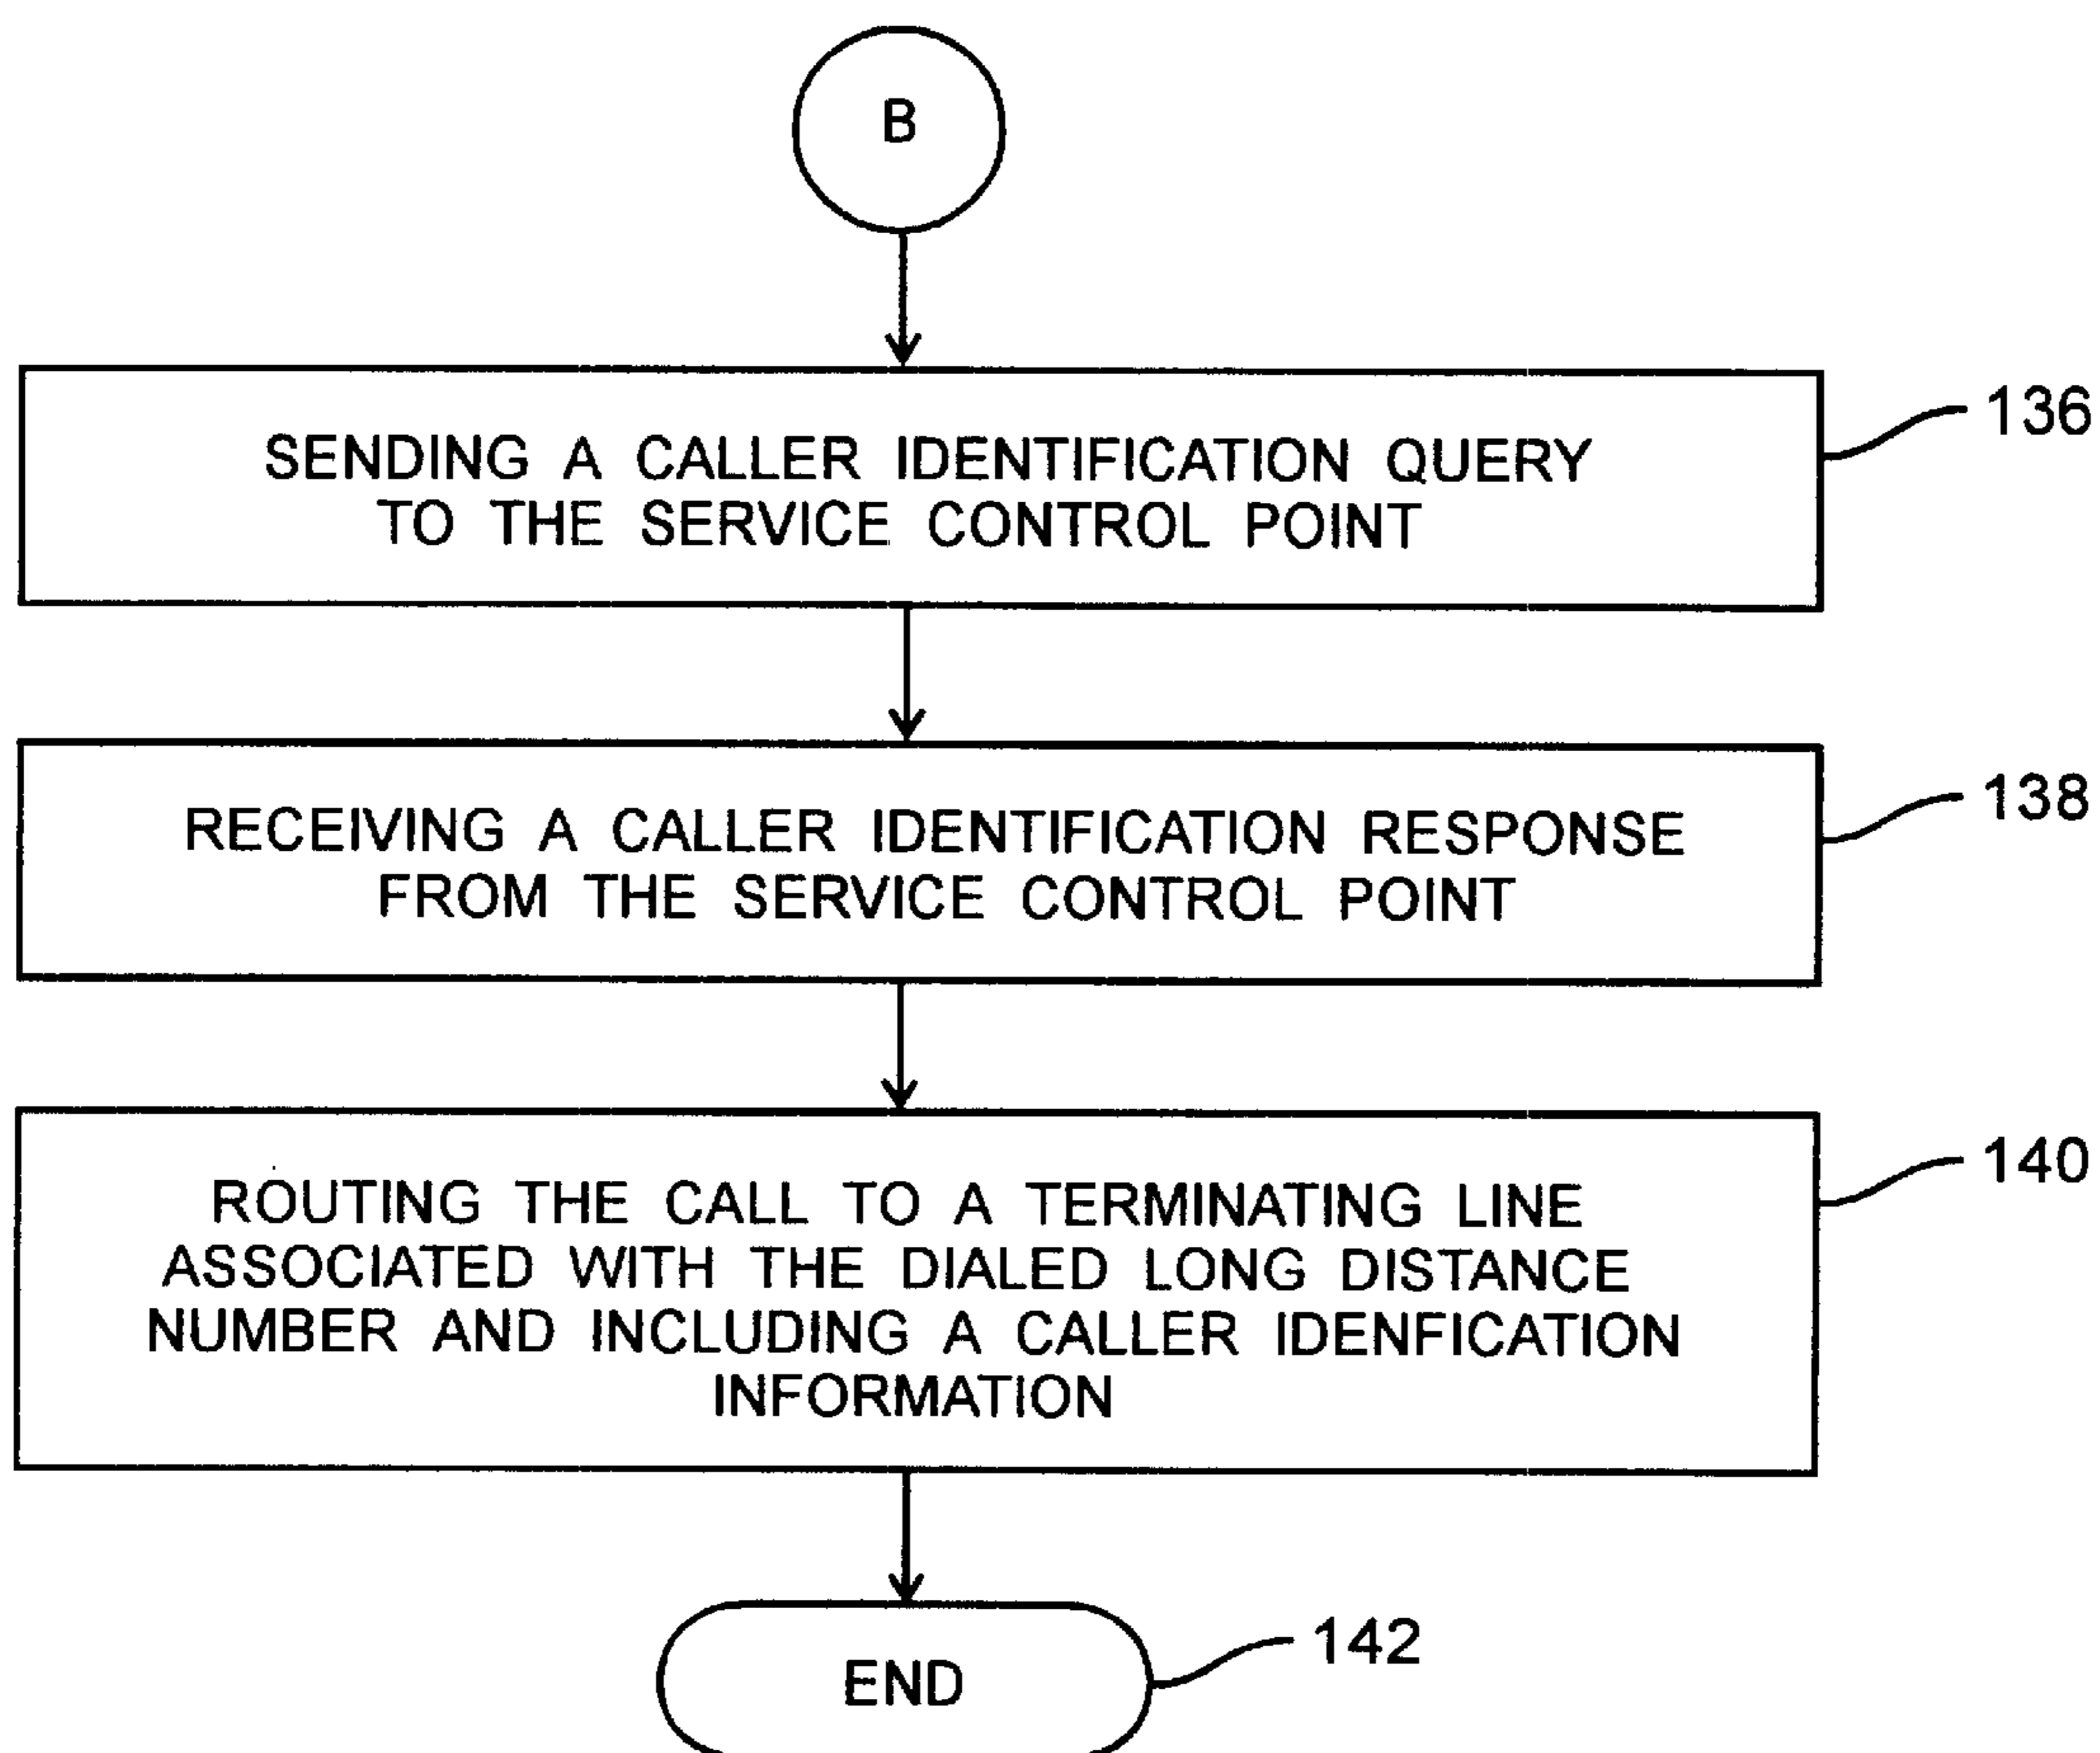 B
136
SENDING A CALLER IDENTIFICATION QUERY
TO THE SERVICE CONTROL POINT
138
RECEIVING A CALLER IDENTIFICATION RESPONSE
FROM THE SERVICE CONTROL POINT
140
ROUTING THE CALL TO A TERMINATING LINE
ASSOCIATED WITH THE DIALED LONG DISTANCE
NUMBER AND INCLUDING A CALLER IDENFICATION
INFORMATION
142
END